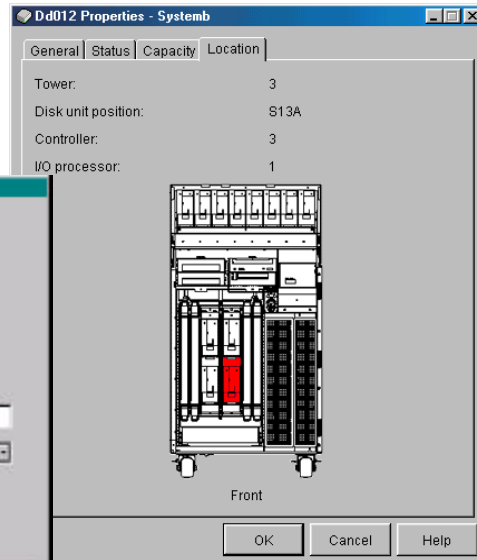 Dd012 Properties - Systemb
General Status Capacity Location
Tower: 3
Disk unit position: S13A
Controller: 3
I/O processor: 1
Front
OK Cancel Help